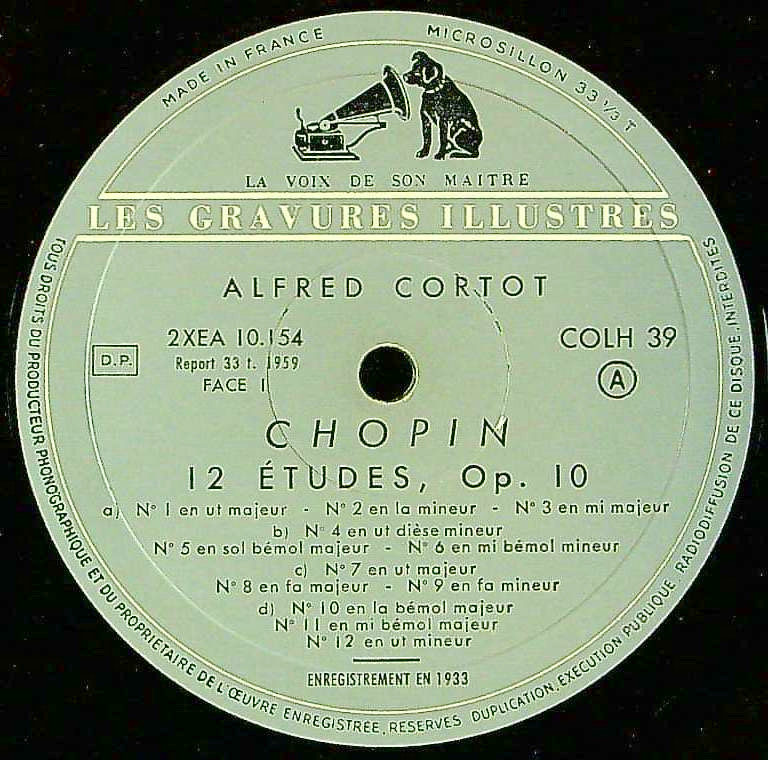 MADE IN FRANCE
MICROSILLON 33 1/3 T
LA VOIX DE SON MAITRE
LES GRAVURES ILLUSTRES
ALFRED CORTOT
2XEA 10.154
COLH 39
D.P.
Report 33 t. 1959
FACE 1
A
CHOPIN
12 ÉTUDES, Op. 10
a) N° 1 en ut majeur - N° 2 en la mineur - N° 3 en mi majeur
b) N° 4 en ut dièse mineur
N° 5 en sol bémol majeur - N° 6 en mi bémol mineur
c) N° 7 en ut majeur
N° 8 en fa majeur - N° 9 en fa mineur
d) N° 10 en la bémol majeur
N° 11 en mi bémol majeur
N° 12 en ut mineur
ENREGISTREMENT EN 1933
TOUS DROITS DU PRODUCTEUR PHONOGRAPHIQUE ET DU PROPRIETAIRE DE L'ŒUVRE ENREGISTRÉE, RESERVES DUPLICATION, EXECUTION PUBLIQUE. RADIODIFFUSION DE CE DISQUE, INTERDITES